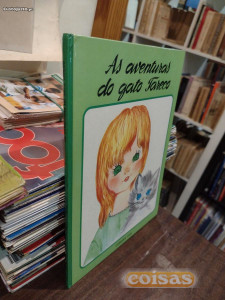 As aventuras
do gato Tareco
coisas